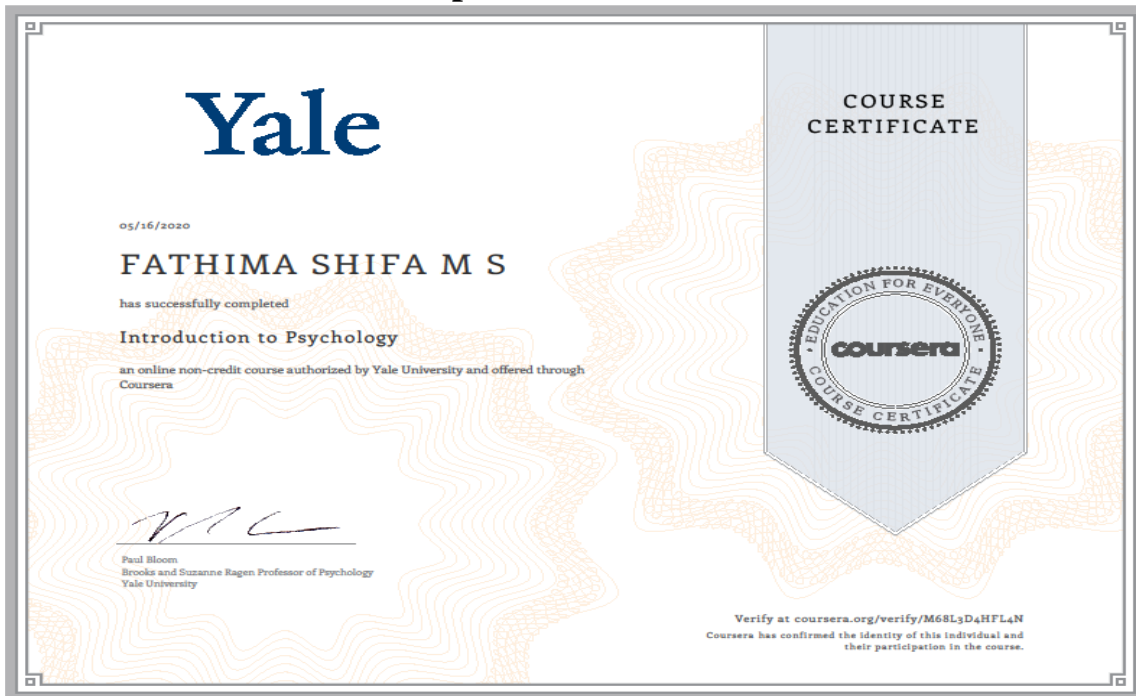 Yale
05/16/2020
FATHIMA SHIFA M S
has successfully completed
Introduction to Psychology
an online non-credit course authorized by Yale University and offered through
Coursera
Paul Bloom
Brooks and Suzanne Ragen Professor of Psychology
Yale University
COURSE
CERTIFICATE
EDUCATION FOR EVERYONE
coursera
COURSE CERTIFICATE
Verify at coursera.org/verify/M68L3D4HFL4N
Coursera has confirmed the identity of this individual and
their participation in the course.